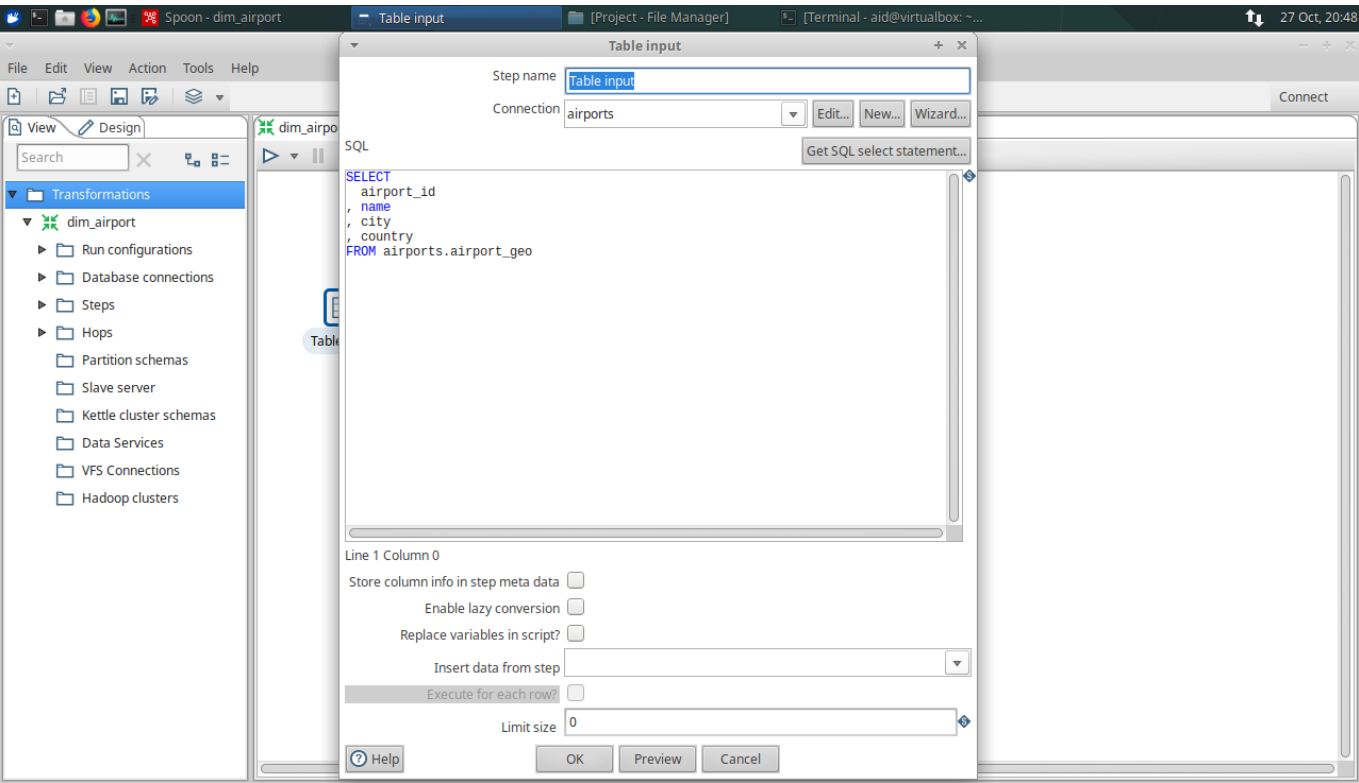 Spoon - dim_airport
Table input
[Project - File Manager]
[Terminal - aid@virtualbox: ~...
27 Oct, 20:48
Table input
File Edit View Action Tools Help
Connect
View
Design
Search
Transformations
dim_airport
Run configurations
Database connections
Steps
Hops
Partition schemas
Slave server
Kettle cluster schemas
Data Services
VFS Connections
Hadoop clusters
dim_airpo
Table
Step name Table input
Connection airports Edit... New... Wizard...
SQL Get SQL select statement...
SELECT
airport_id
, name
, city
, country
FROM airports.airport_geo
Line 1 Column 0
Store column info in step meta data
Enable lazy conversion
Replace variables in script?
Insert data from step
Execute for each row?
Limit size 0
Help OK Preview Cancel